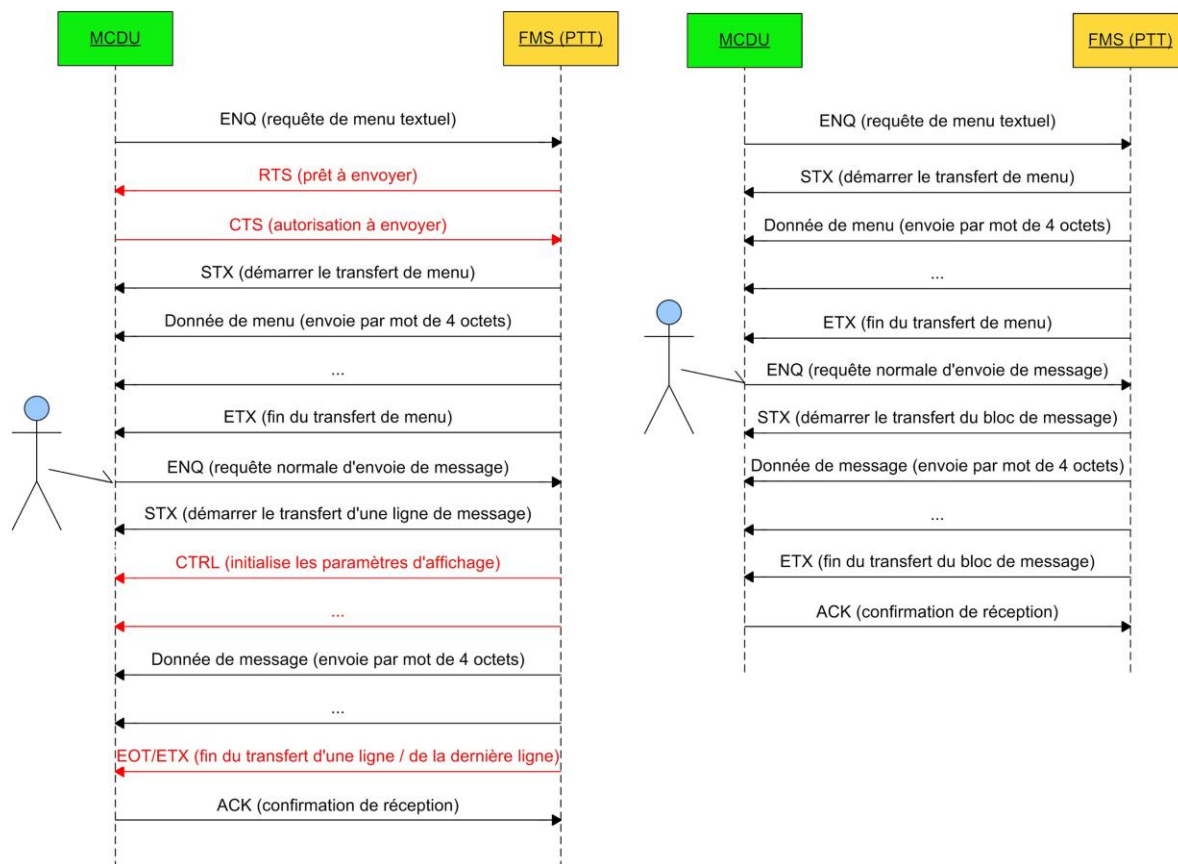 MCDU
FMS (PTT)
ENQ (requête de menu textuel)
RTS (prêt à envoyer)
CTS (autorisation à envoyer)
STX (démarrer le transfert de menu)
Donnée de menu (envoie par mot de 4 octets)
...
ETX (fin du transfert de menu)
ENQ (requête normale d'envoie de message)
STX (démarrer le transfert d'une ligne de message)
CTRL (initialise les paramètres d'affichage)
...
Donnée de message (envoie par mot de 4 octets)
...
EOT/ETX (fin du transfert d'une ligne / de la dernière ligne)
ACK (confirmation de réception)
MCDU
FMS (PTT)
ENQ (requête de menu textuel)
STX (démarrer le transfert de menu)
Donnée de menu (envoie par mot de 4 octets)
...
ETX (fin du transfert de menu)
ENQ (requête normale d'envoie de message)
STX (démarrer le transfert du bloc de message)
Donnée de message (envoie par mot de 4 octets)
...
ETX (fin du transfert du bloc de message)
ACK (confirmation de réception)